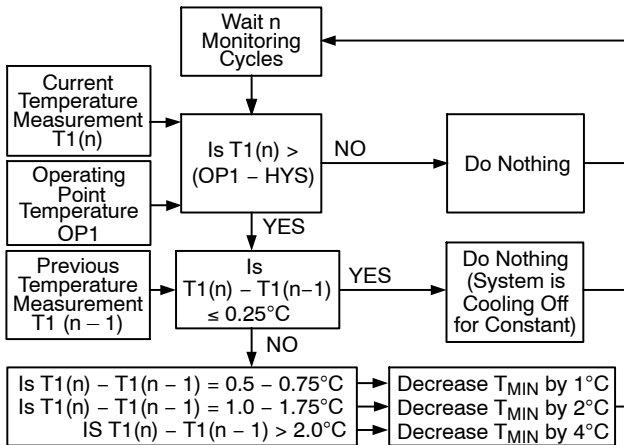 Wait n
Monitoring
Cycles
Current
Temperature
Measurement
T1(n)
Is T1(n) >
(OP1 – HYS)
NO
Do Nothing
Operating
Point
Temperature
OP1
YES
Previous
Temperature
Measurement
T1 (n – 1)
Is
T1(n) – T1(n–1)
≤ 0.25°C
YES
Do Nothing
(System is
Cooling Off
for Constant)
NO
Is T1(n) – T1(n – 1) = 0.5 – 0.75°C
Decrease TMIN by 1°C
Is T1(n) – T1(n – 1) = 1.0 – 1.75°C
Decrease TMIN by 2°C
IS T1(n) – T1(n – 1) > 2.0°C
Decrease TMIN by 4°C